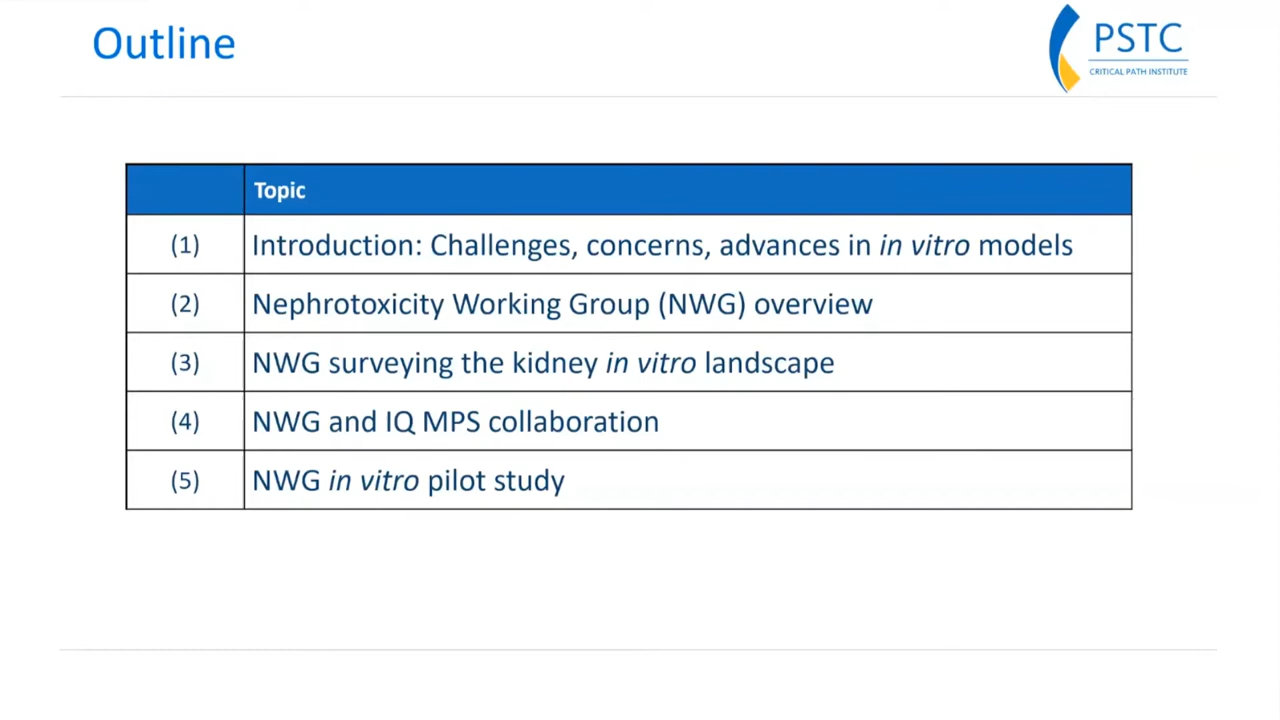 Outline
PSTC
CRITICAL PATH INSTITUTE
Topic
(1) Introduction: Challenges, concerns, advances in in vitro models
(2) Nephrotoxicity Working Group (NWG) overview
(3) NWG surveying the kidney in vitro landscape
(4) NWG and IQ MPS collaboration
(5) NWG in vitro pilot study